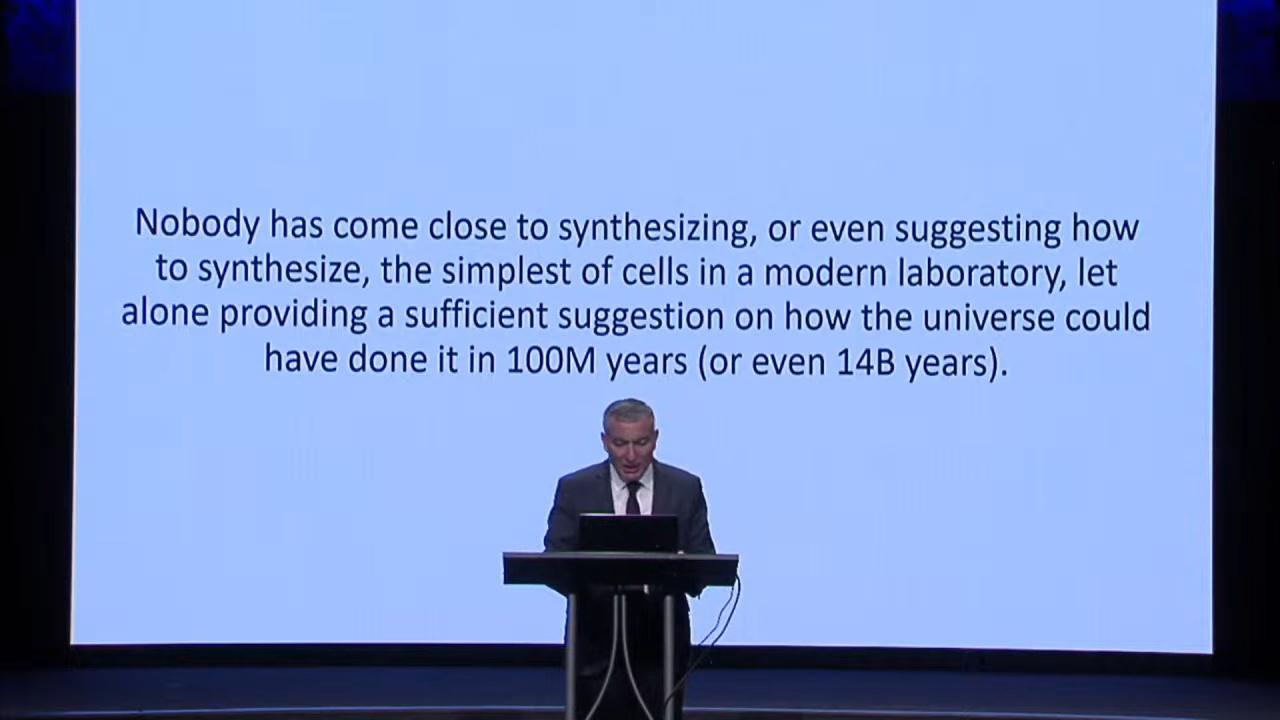 Nobody has come close to synthesizing, or even suggesting how
to synthesize, the simplest of cells in a modern laboratory, let
alone providing a sufficient suggestion on how the universe could
have done it in 100M years (or even 14B years).